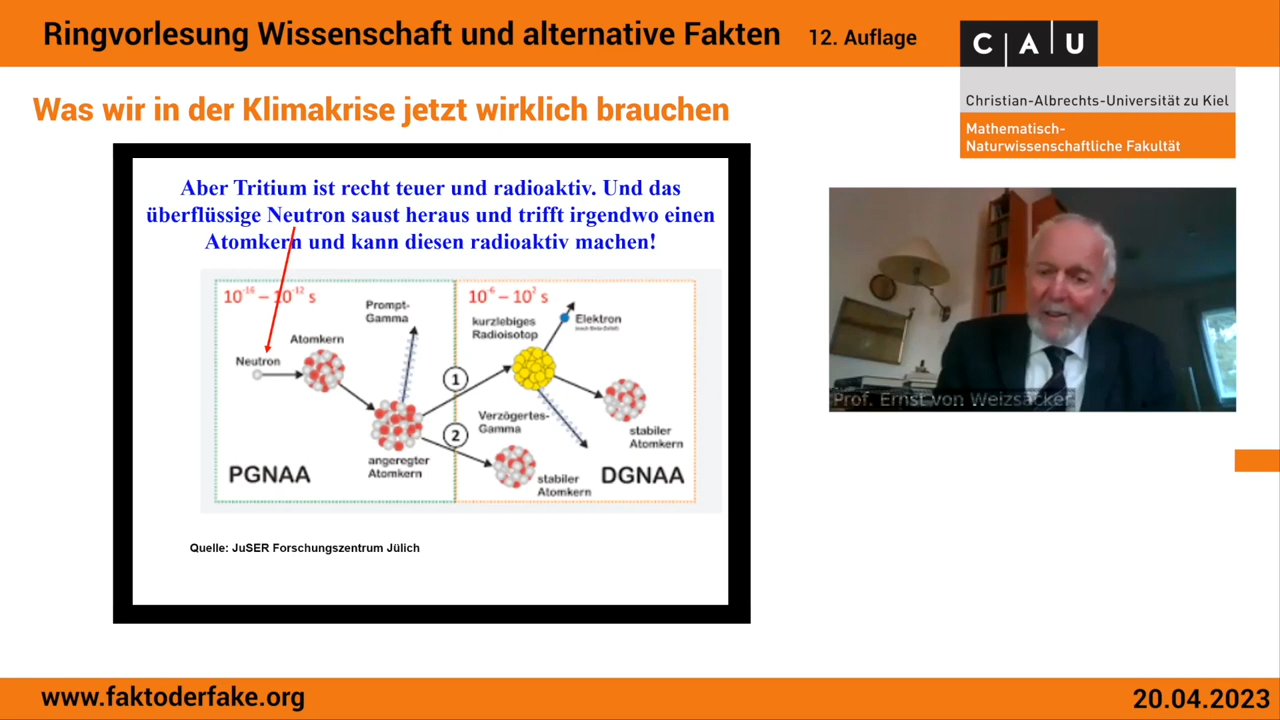 Ringvorlesung Wissenschaft und alternative Fakten 12. Auflage
C A U
Christian-Albrechts-Universität zu Kiel
Mathematisch-
Naturwissenschaftliche Fakultät
Was wir in der Klimakrise jetzt wirklich brauchen
Aber Tritium ist recht teuer und radioaktiv. Und das
überflüssige Neutron saust heraus und trifft irgendwo einen
Atomkern und kann diesen radioaktiv machen!
10⁻¹⁶ – 10⁻¹² s
Prompt-
Gamma
Atomkern
Neutron
angeregter
Atomkern
PGNAA
1
2
10⁻⁶ – 10² s
kurzlebiges
Radioisotop
Elektron
Verzögertes-
Gamma
stabiler
Atomkern
stabiler
Atomkern
DGNAA
Quelle: JuSER Forschungszentrum Jülich
Prof. Ernst von Weizsäcker
www.faktoderfake.org
20.04.2023